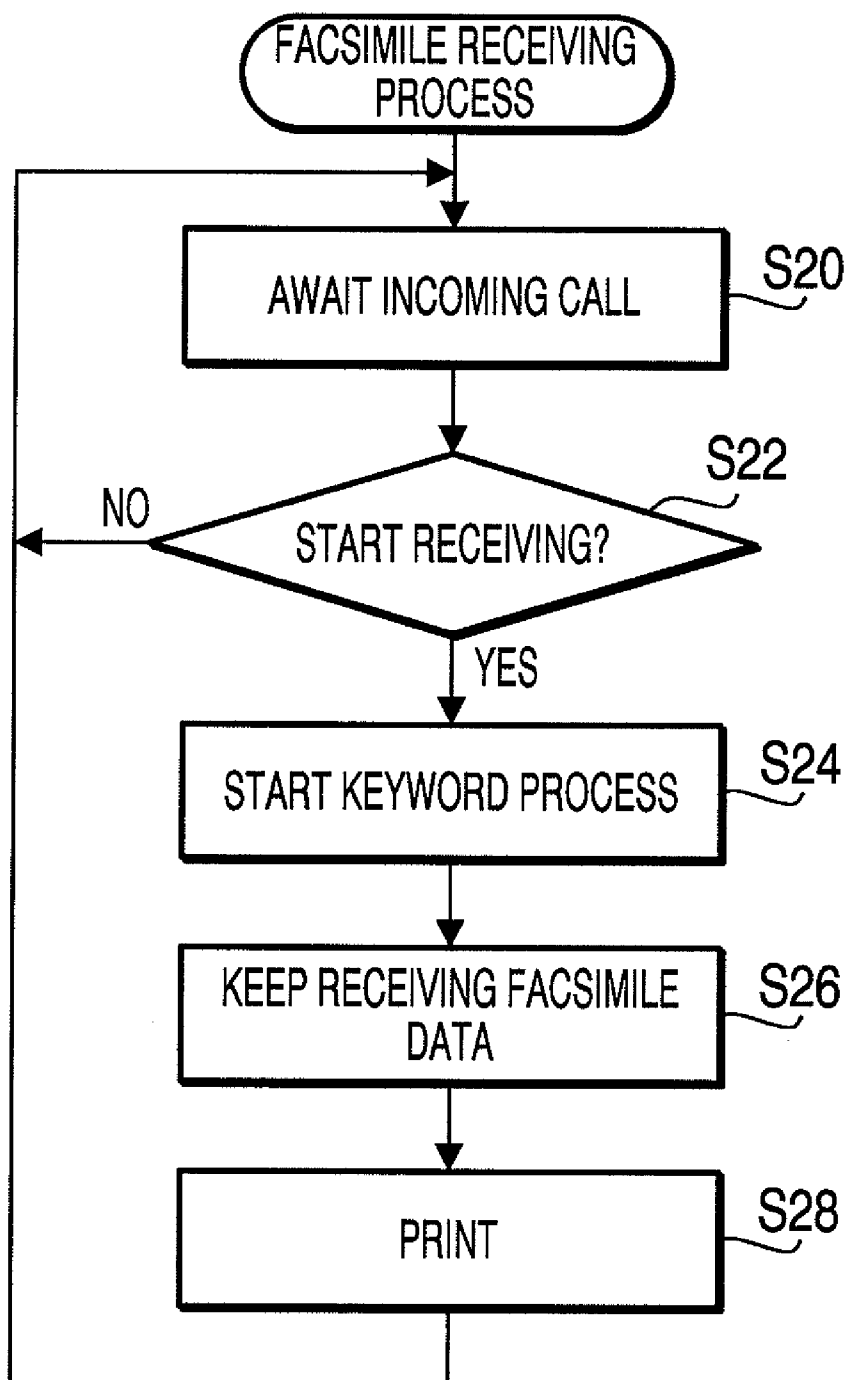 FACSIMILE RECEIVING
PROCESS
AWAIT INCOMING CALL
S20
S22
NO
START RECEIVING?
YES
START KEYWORD PROCESS
S24
KEEP RECEIVING FACSIMILE
DATA
S26
PRINT
S28